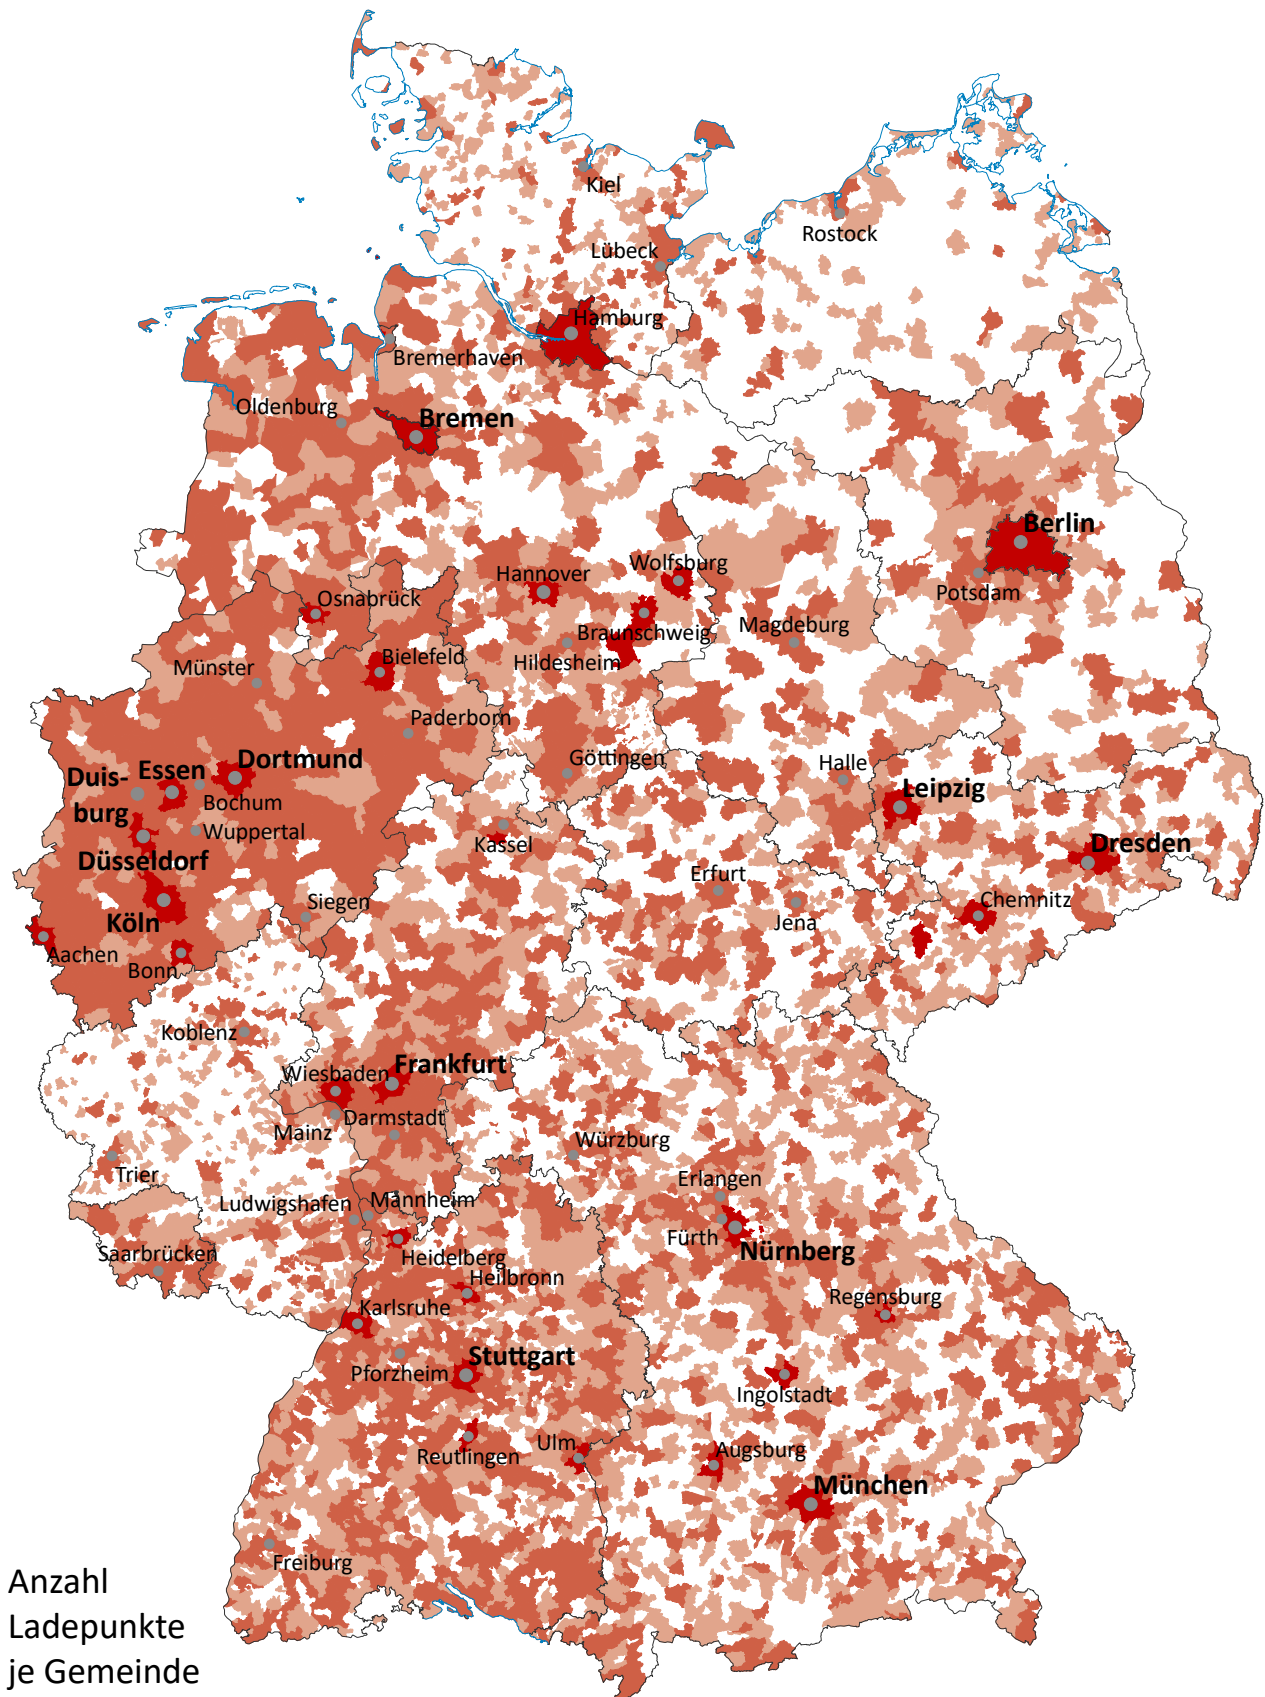 Kiel
Rostock
Lübeck
Hamburg
Bremerhaven
Oldenburg
Bremen
Berlin
Wolfsburg
Hannover
Potsdam
Osnabrück
Braunschweig
Magdeburg
Hildesheim
Münster
Bielefeld
Paderborn
Göttingen
Dortmund
Essen
Duis-
burg
Bochum
Halle
Leipzig
Wuppertal
Kassel
Dresden
Düsseldorf
Erfurt
Siegen
Chemnitz
Köln
Jena
Aachen
Bonn
Koblenz
Frankfurt
Wiesbaden
Darmstadt
Mainz
Würzburg
Trier
Erlangen
Ludwigshafen
Mannheim
Fürth
Nürnberg
Saarbrücken
Heidelberg
Heilbronn
Regensburg
Karlsruhe
Stuttgart
Pforzheim
Ingolstadt
Reutlingen
Ulm
Augsburg
München
Freiburg
Anzahl
Ladepunkte
je Gemeinde